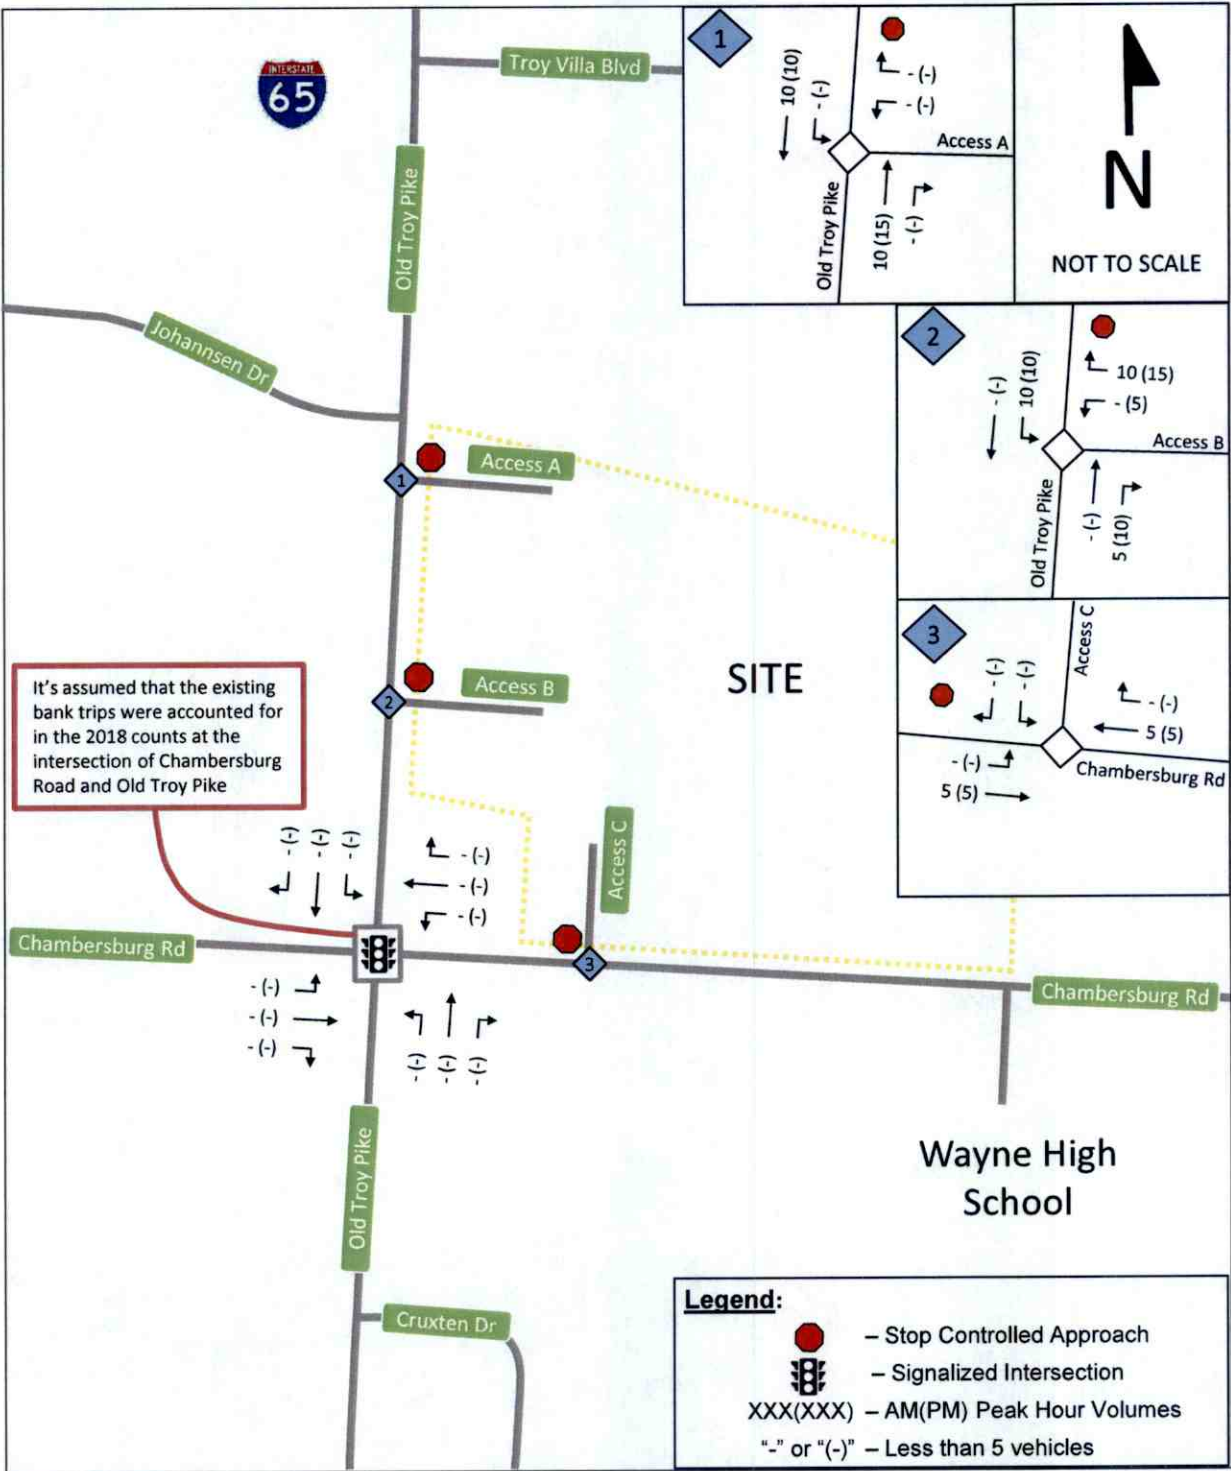 INTERSTATE
65
Troy Villa Blvd
Old Troy Pike
Johannsen Dr
1
Access A
2
Access B
SITE
It's assumed that the existing
bank trips were accounted for
in the 2018 counts at the
intersection of Chambersburg
Road and Old Troy Pike
- (-)
- (-)
- (-)
- (-)
- (-)
- (-)
Access C
Chambersburg Rd
3
Chambersburg Rd
- (-)
- (-)
- (-)
- (-)
- (-)
- (-)
Old Troy Pike
Wayne High
School
Cruxten Dr
1
10 (10)
- (-)
- (-)
- (-)
Access A
Old Troy Pike
10 (15)
- (-)
N
NOT TO SCALE
2
- (-)
10 (10)
10 (15)
- (5)
Access B
Old Troy Pike
- (-)
5 (10)
3
- (-)
- (-)
Access C
- (-)
5 (5)
- (-)
5 (5)
Chambersburg Rd
Legend:
– Stop Controlled Approach
– Signalized Intersection
XXX(XXX) – AM(PM) Peak Hour Volumes
"-" or "(-)" – Less than 5 vehicles